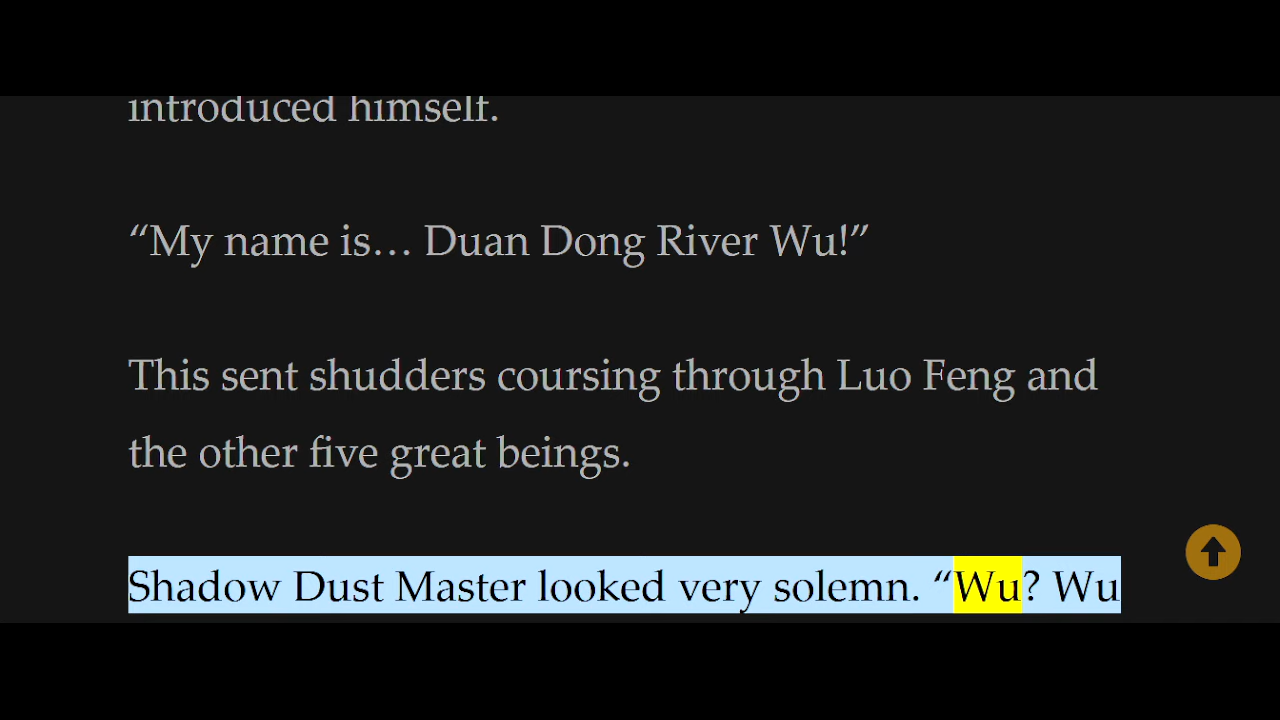 introduced himself.
“My name is… Duan Dong River Wu!”
This sent shudders coursing through Luo Feng and
the other five great beings.
Shadow Dust Master looked very solemn. “Wu? Wu